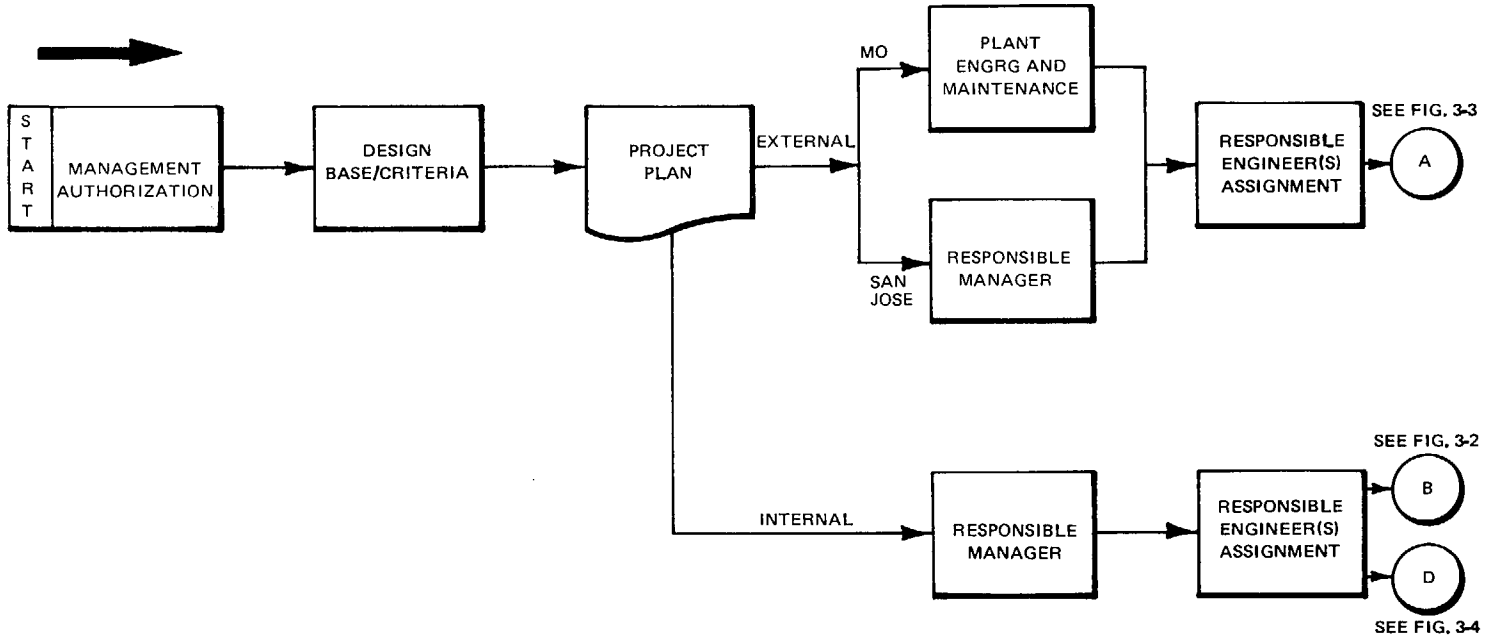 START
MANAGEMENT
AUTHORIZATION
DESIGN
BASE/CRITERIA
PROJECT
PLAN
EXTERNAL
MO
PLANT
ENGRG AND
MAINTENANCE
SAN
JOSE
RESPONSIBLE
MANAGER
RESPONSIBLE
ENGINEER(S)
ASSIGNMENT
SEE FIG. 3-3
A
INTERNAL
RESPONSIBLE
MANAGER
RESPONSIBLE
ENGINEER(S)
ASSIGNMENT
SEE FIG. 3-2
B
D
SEE FIG. 3-4